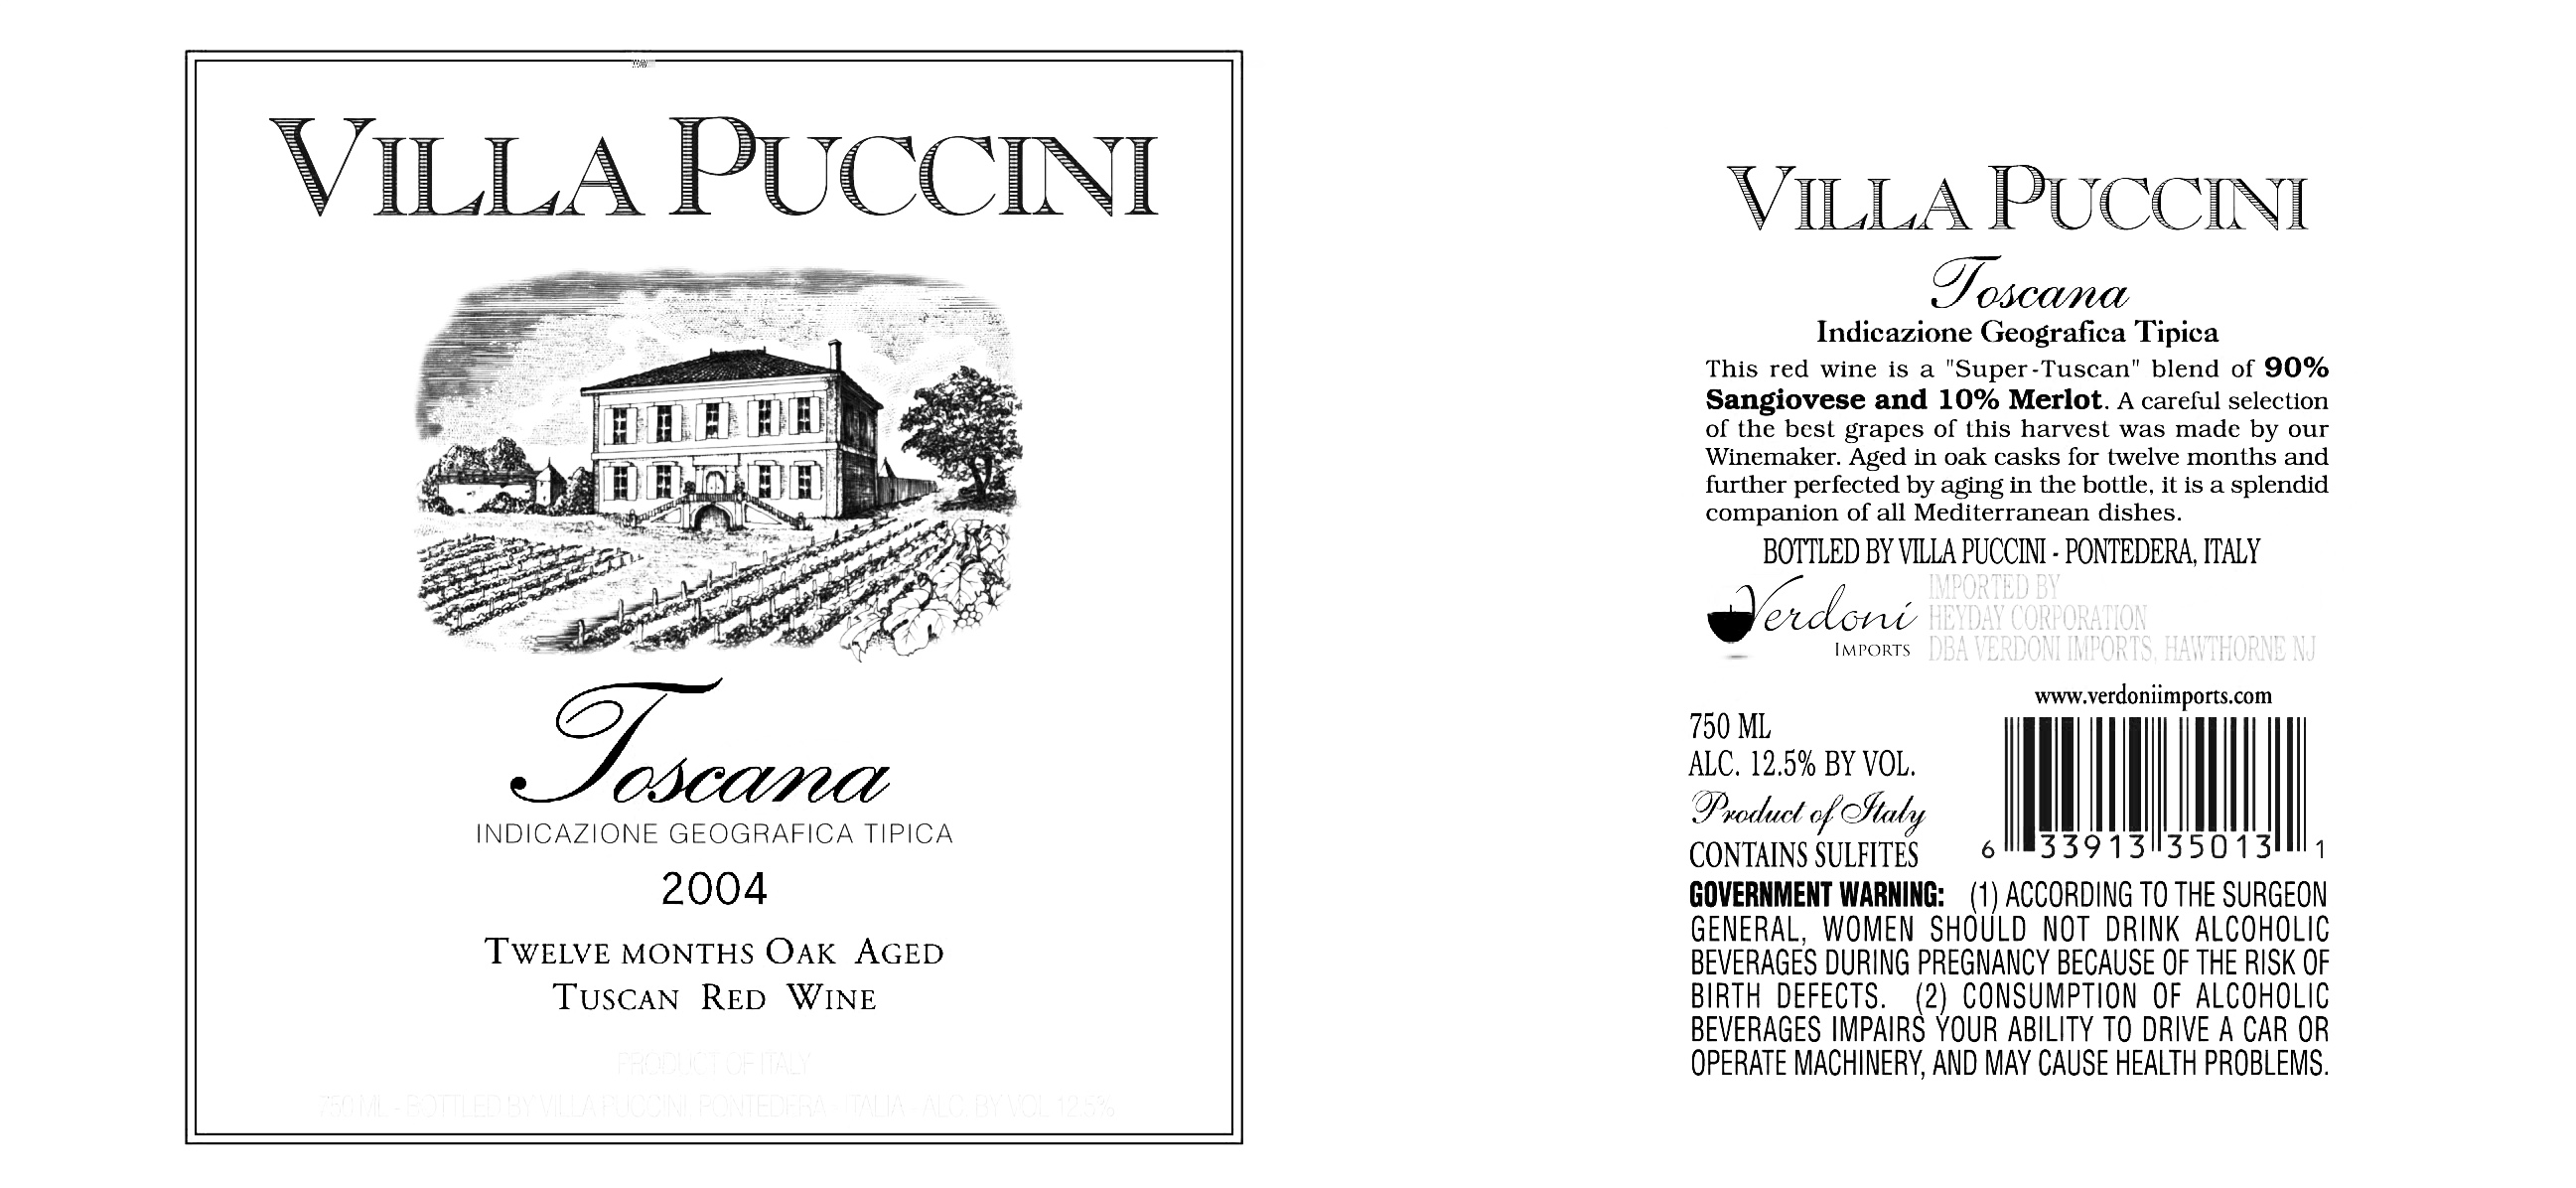 VILLA PUCCINI
Toscana
INDICAZIONE GEOGRAFICA TIPICA
2004
TWELVE MONTHS OAK AGED
TUSCAN RED WINE
PRODUCT OF ITALY
750 ML - BOTTLED BY VILLA PUCCINI, PONTEDERA - ITALIA - ALC. BY VOL. 12.5%
VILLA PUCCINI
Toscana
Indicazione Geografica Tipica
This red wine is a "Super-Tuscan" blend of 90%
Sangiovese and 10% Merlot. A careful selection
of the best grapes of this harvest was made by our
Winemaker. Aged in oak casks for twelve months and
further perfected by aging in the bottle, it is a splendid
companion of all Mediterranean dishes.
BOTTLED BY VILLA PUCCINI - PONTEDERA, ITALY
Verdoni
IMPORTS
IMPORTED BY
HEYDAY CORPORATION
DBA VERDONI IMPORTS, HAWTHORNE NJ
www.verdoniimports.com
750 ML
ALC. 12.5% BY VOL.
Product of Italy
CONTAINS SULFITES
6 33913 35013 1
GOVERNMENT WARNING: (1) ACCORDING TO THE SURGEON
GENERAL, WOMEN SHOULD NOT DRINK ALCOHOLIC
BEVERAGES DURING PREGNANCY BECAUSE OF THE RISK OF
BIRTH DEFECTS. (2) CONSUMPTION OF ALCOHOLIC
BEVERAGES IMPAIRS YOUR ABILITY TO DRIVE A CAR OR
OPERATE MACHINERY, AND MAY CAUSE HEALTH PROBLEMS.